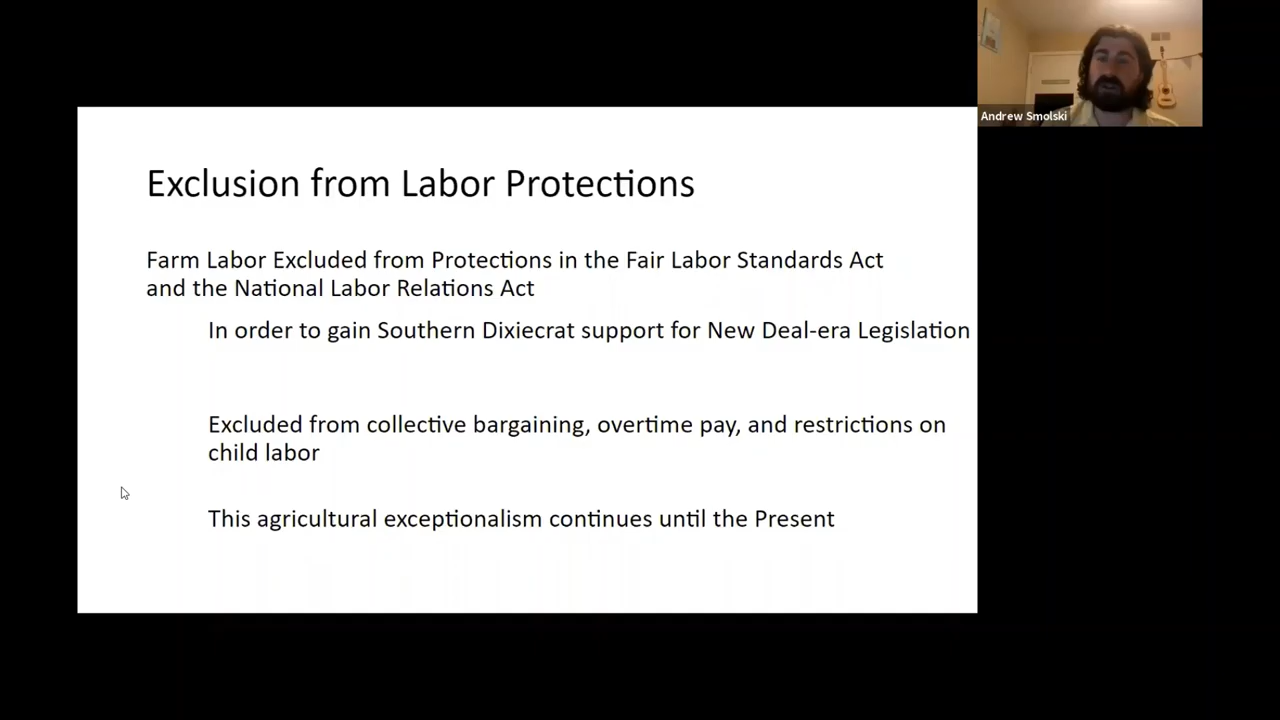 Andrew Smolski
Exclusion from Labor Protections
Farm Labor Excluded from Protections in the Fair Labor Standards Act
and the National Labor Relations Act
In order to gain Southern Dixiecrat support for New Deal-era Legislation
Excluded from collective bargaining, overtime pay, and restrictions on
child labor
This agricultural exceptionalism continues until the Present